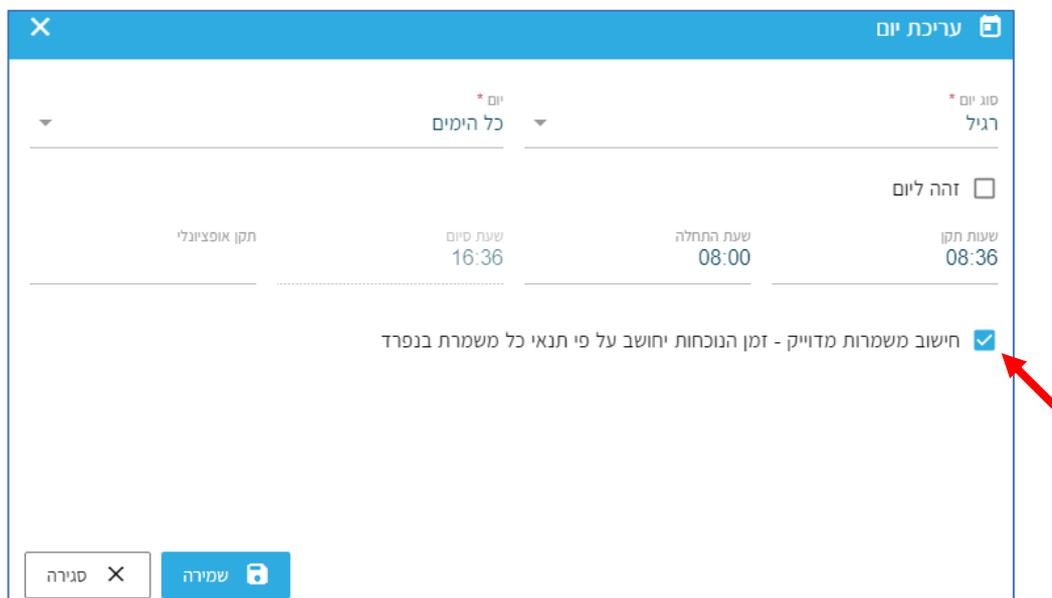 עריכת יום
סוג יום *
רגיל
יום *
כל הימים
זהה ליום
שעות תקן
08:36
שעת התחלה
08:00
שעת סיום
16:36
תקן אופציונלי
חישוב משמרות מדוייק - זמן הנוכחות יחושב על פי תנאי כל משמרת בנפרד
שמירה
סגירה